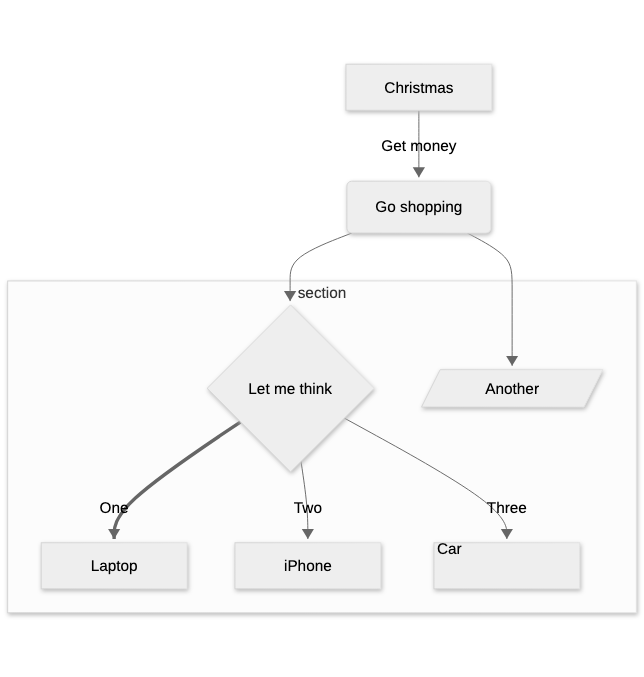 Christmas
Get money
Go shopping
section
Let me think
Another
One
Two
Three
Laptop
iPhone
Car